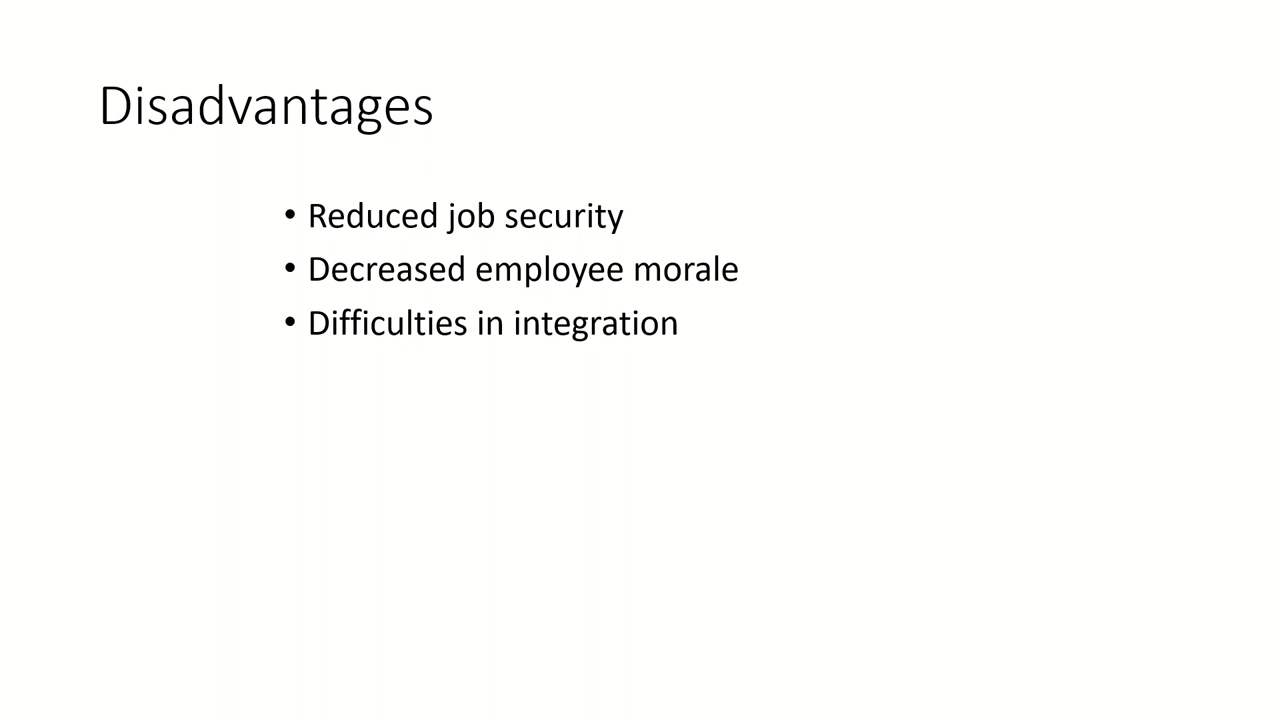 Disadvantages
• Reduced job security
• Decreased employee morale
• Difficulties in integration